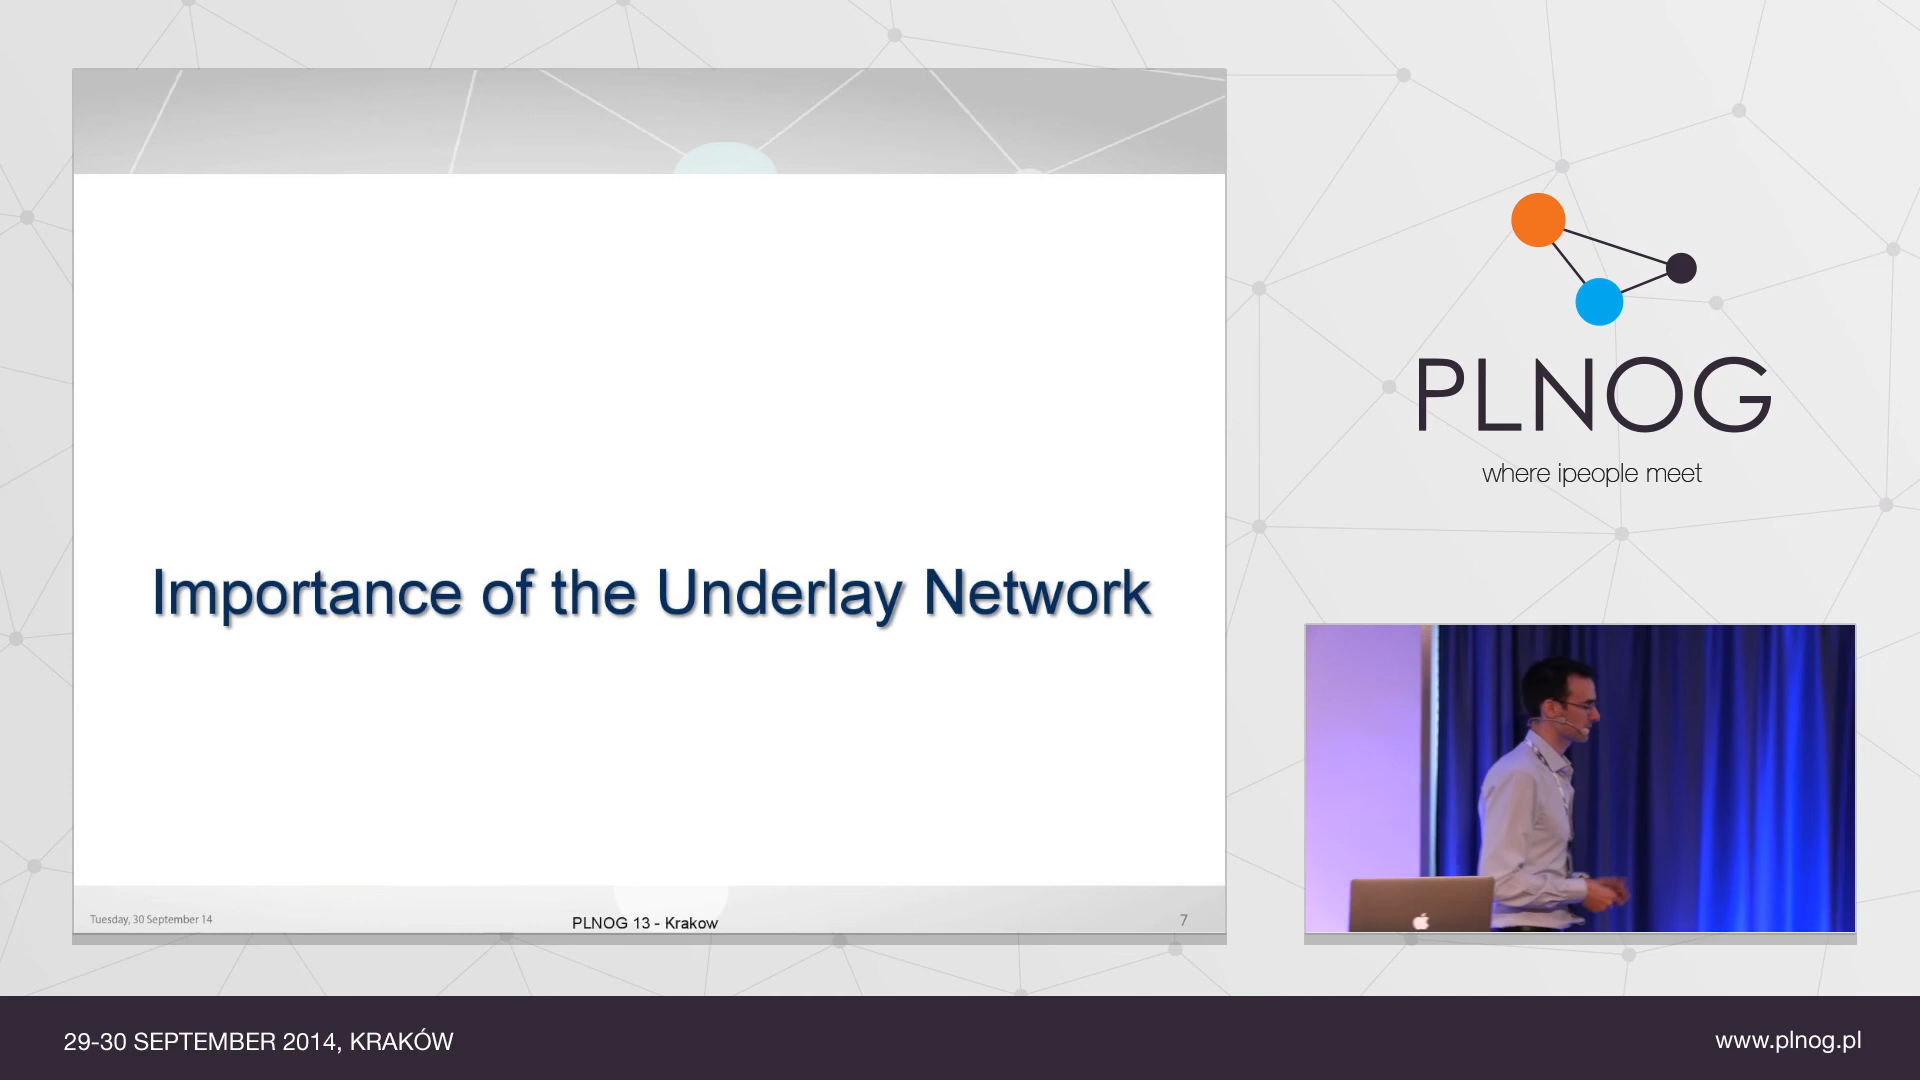 Importance of the Underlay Network
Tuesday, 30 September 14
PLNOG 13 - Krakow
7
PLNOG
where ipeople meet
29-30 SEPTEMBER 2014, KRAKÓW
www.plnog.pl